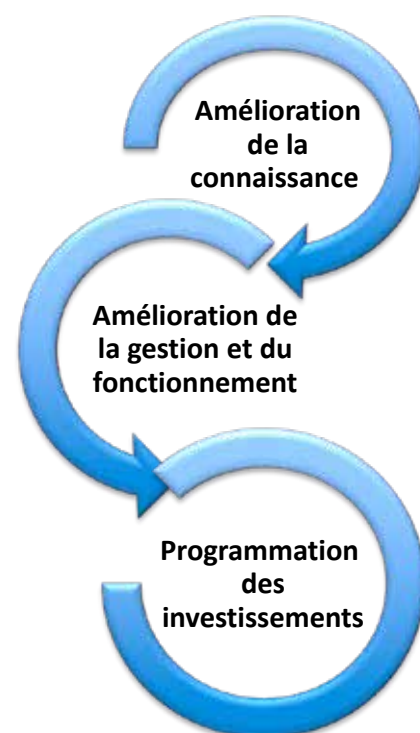 Amélioration
de la
connaissance
Amélioration de
la gestion et du
fonctionnement
Programmation
des
investissements